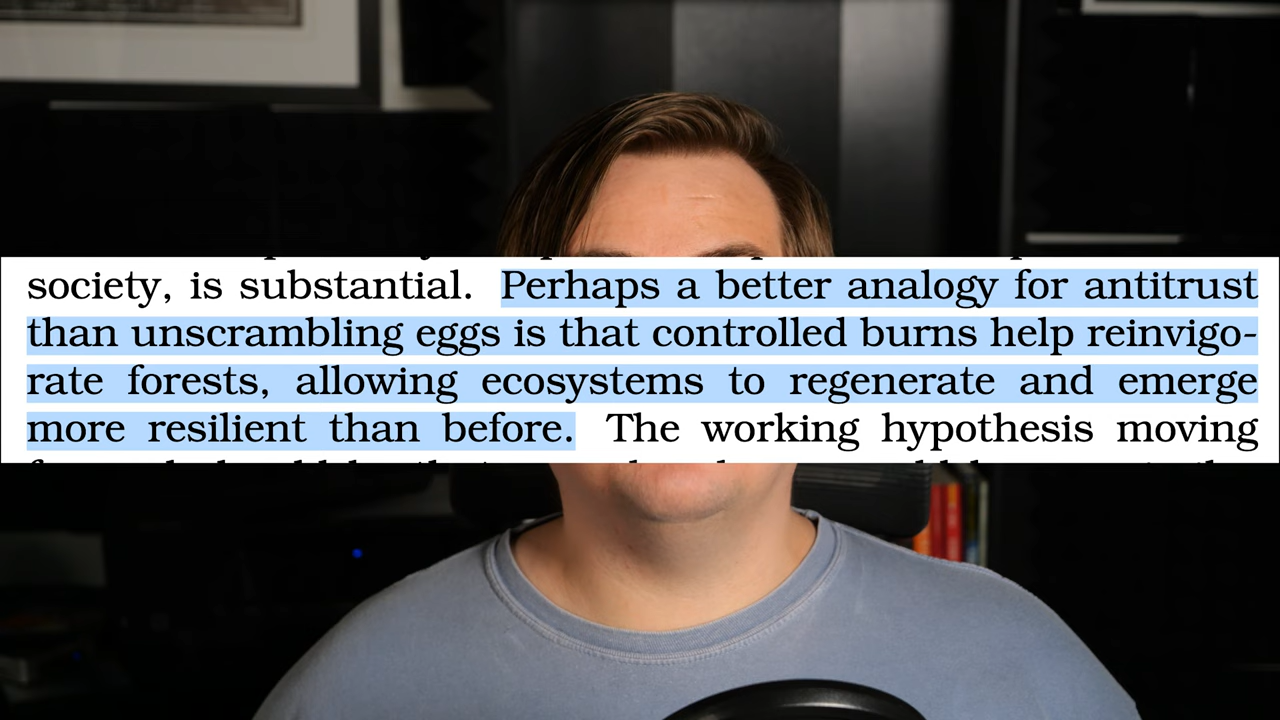 society, is substantial. Perhaps a better analogy for antitrust
than unscrambling eggs is that controlled burns help reinvigo-
rate forests, allowing ecosystems to regenerate and emerge
more resilient than before. The working hypothesis moving